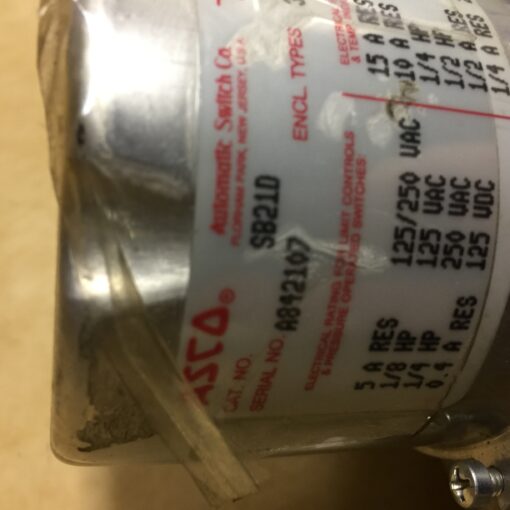 ASCO®
Automatic Switch Co.
FLORHAM PARK, NEW JERSEY, U.S.A.
CAT. NO. SB21D
SERIAL NO. A842107
ENCL. TYPES 3
ELECTRICAL RATING FOR LIMIT CONTROLS
& PRESSURE OPERATED SWITCHES:
5 A RES 125/250 VAC
1/8 HP 125 VAC
1/4 HP 250 VAC
0.4 A RES 125 VDC
& TEMP
15 A RES
10 A RES
1/4 HP
1/2 RES
1/2 A RES
1/4 A RES